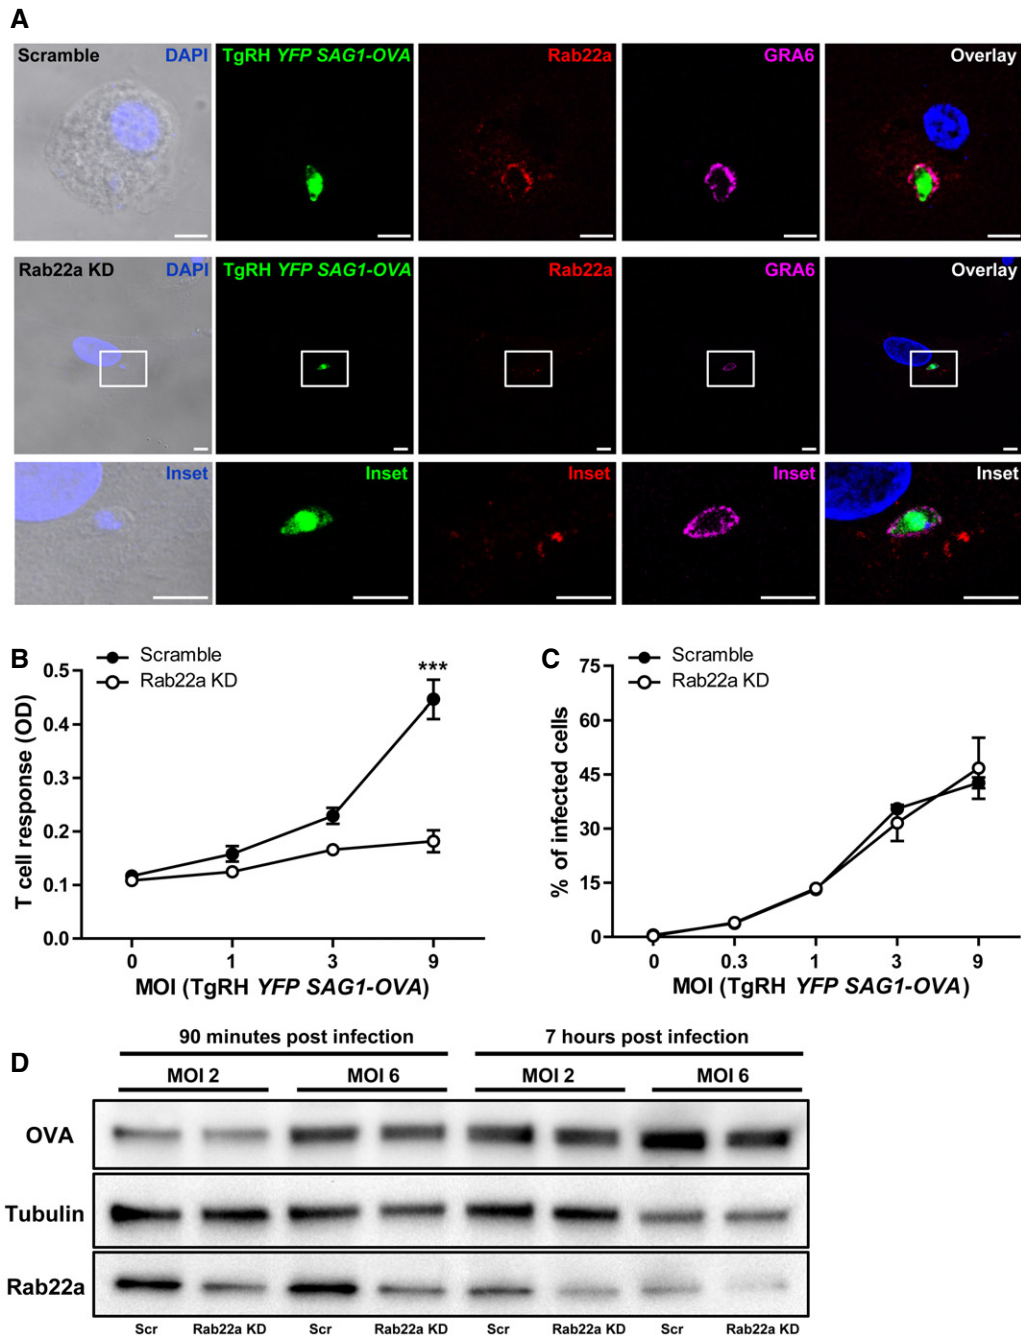 A
Scramble DAPI TgRH YFP SAG1-OVA Rab22a GRA6 Overlay
Rab22a KD DAPI TgRH YFP SAG1-OVA Rab22a GRA6 Overlay
Inset Inset Inset Inset Inset
B
Scramble
Rab22a KD
***
0.5
0.4
0.3
0.2
0.1
0.0
T cell response (OD)
0 1 3 9
MOI (TgRH YFP SAG1-OVA)
C
Scramble
Rab22a KD
75
60
45
30
15
0
% of infected cells
0 0.3 1 3 9
MOI (TgRH YFP SAG1-OVA)
D
90 minutes post infection 7 hours post infection
MOI 2 MOI 6 MOI 2 MOI 6
OVA
Tubulin
Rab22a
Scr Rab22a KD Scr Rab22a KD Scr Rab22a KD Scr Rab22a KD